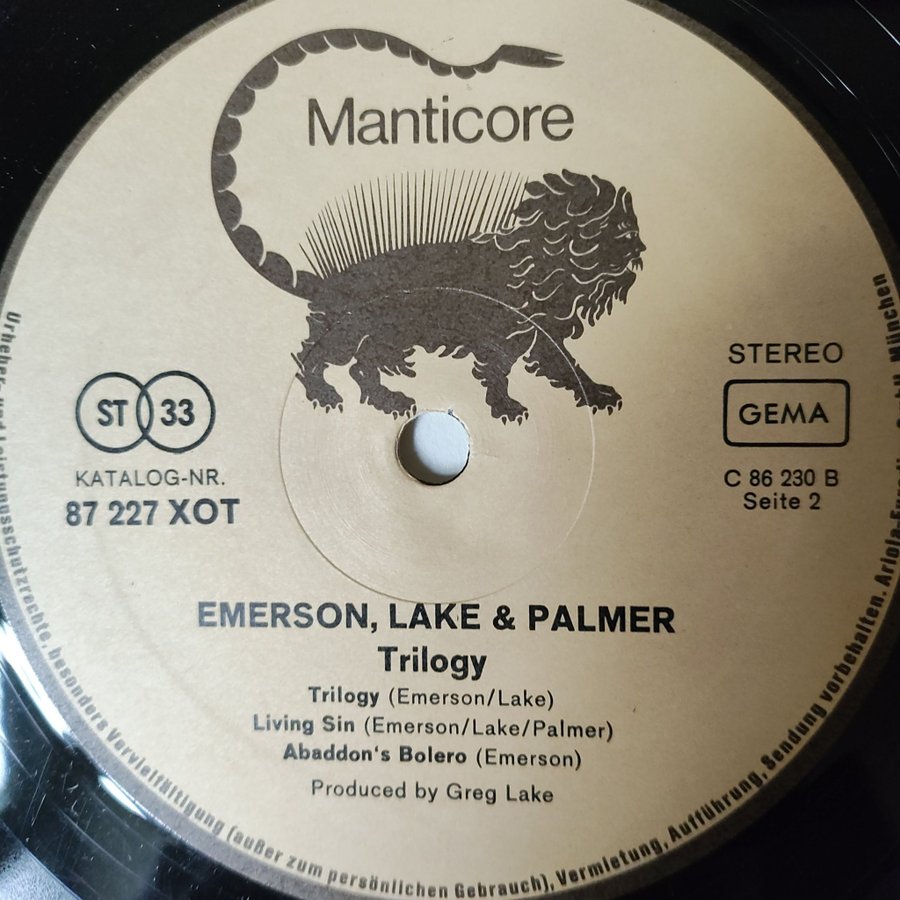 Manticore
ST 33
KATALOG-NR.
87 227 XOT
STEREO
GEMA
C 86 230 B
Seite 2
EMERSON, LAKE & PALMER
Trilogy
Trilogy (Emerson/Lake)
Living Sin (Emerson/Lake/Palmer)
Abaddon's Bolero (Emerson)
Produced by Greg Lake
Urheber- und Leistungsschutzrechte, besonders Vervielfältigung (außer zum persönlichen Gebrauch), Vermietung, Aufführung, Sendung vorbehalten. Ariola-Eur München